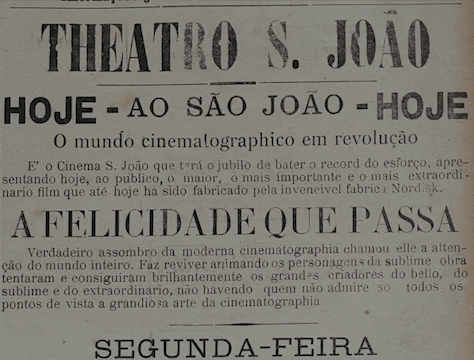 THEATRO S. JOÃO
HOJE - AO SÃO JOÃO - HOJE
O mundo cinematographico em revolução
E' o Cinema S. João que terá o jubilo de bater o record do esforço, apre-
sentando hoje, ao publico, o maior, o mais importante e o mais extraordi-
nario film que até hoje ha sido fabricado pela invencivel fabrica Nordisk.
A FELICIDADE QUE PASSA
Verdadeiro assombro da moderna cinematographia chamou elle a atten-
ção do mundo inteiro. Faz reviver animando os personagens da sublime obra
tentaram e consiguiram brilhantemente os grandes criadores do bello, do
sublime e do extraordinario, não havendo quem não admire so todos os
pontos de vista a grandiosa arte da cinematographia
SEGUNDA-FEIRA